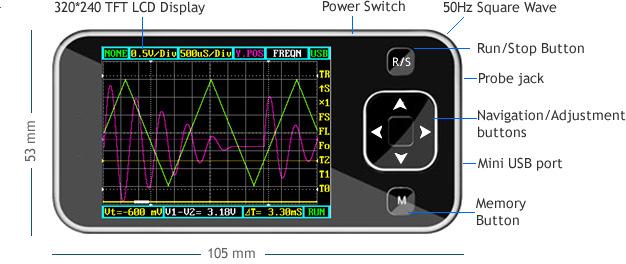 320*240 TFT LCD Display
Power Switch
50Hz Square Wave
NONE 0.5V/Div 500uS/Div Y.POS FREQN USB
R/S
Run/Stop Button
Probe jack
TR
tS
×1
FS
FL
Fo
T2
T1
T0
Navigation/Adjustment
buttons
53 mm
Mini USB port
M
Memory
Button
Vt=-600 mV V1-V2= 3.18V ΔT= 3.30mS RUN
105 mm